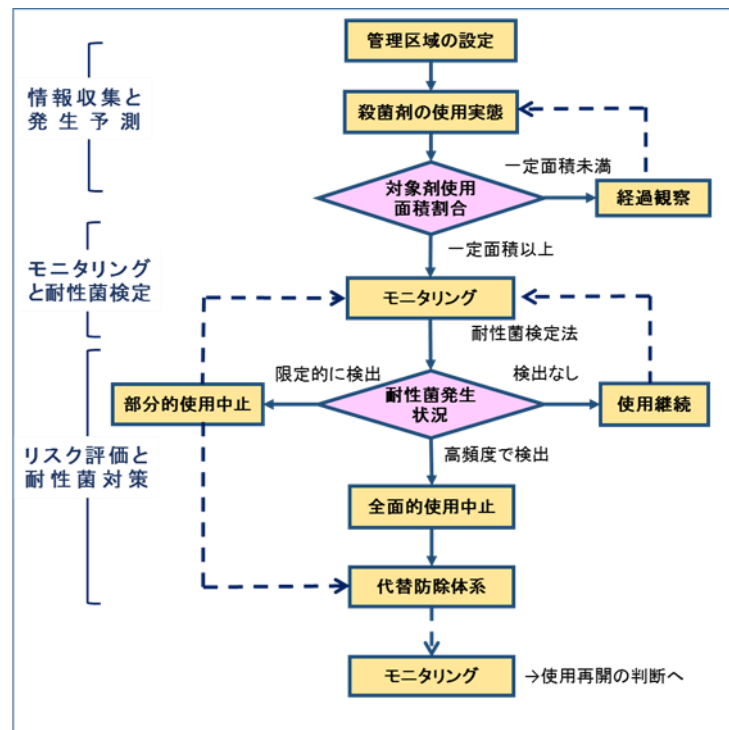 管理区域の設定
情報収集と
発生予測
殺菌剤の使用実態
一定面積未満
対象剤使用
面積割合
経過観察
一定面積以上
モニタリング
と耐性菌検定
モニタリング
耐性菌検定法
限定的に検出
検出なし
部分的使用中止
耐性菌発生
状況
使用継続
リスク評価と
耐性菌対策
高頻度で検出
全面的使用中止
代替防除体系
モニタリング
→使用再開の判断へ